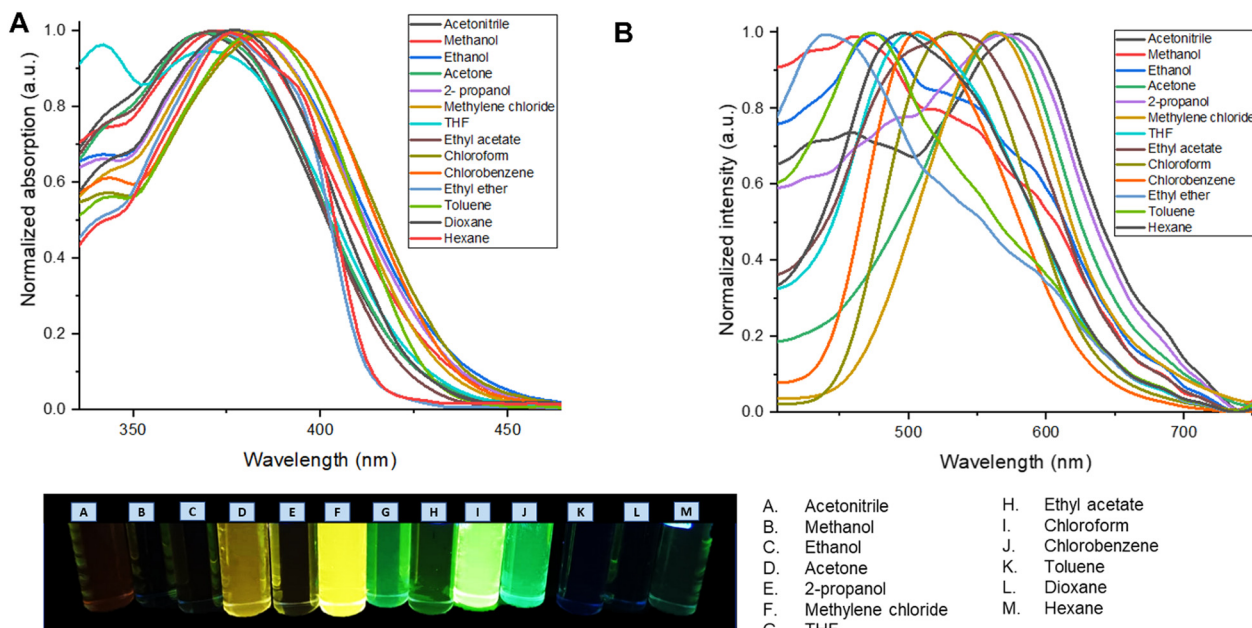 A
Normalized absorption (a.u.)
1.0
0.8
0.6
0.4
0.2
0.0
350
400
450
Wavelength (nm)
Acetonitrile
Methanol
Ethanol
Acetone
2- propanol
Methylene chloride
THF
Ethyl acetate
Chloroform
Chlorobenzene
Ethyl ether
Toluene
Dioxane
Hexane
B
Normalized intensity (a.u.)
1.0
0.8
0.6
0.4
0.2
0.0
500
600
700
Wavelength (nm)
Acetonitrile
Methanol
Ethanol
Acetone
2-propanol
Methylene chloride
THF
Ethyl acetate
Chloroform
Chlorobenzene
Ethyl ether
Toluene
Hexane
A B C D E F G H I J K L M
A. Acetonitrile
B. Methanol
C. Ethanol
D. Acetone
E. 2-propanol
F. Methylene chloride
H. Ethyl acetate
I. Chloroform
J. Chlorobenzene
K. Toluene
L. Dioxane
M. Hexane